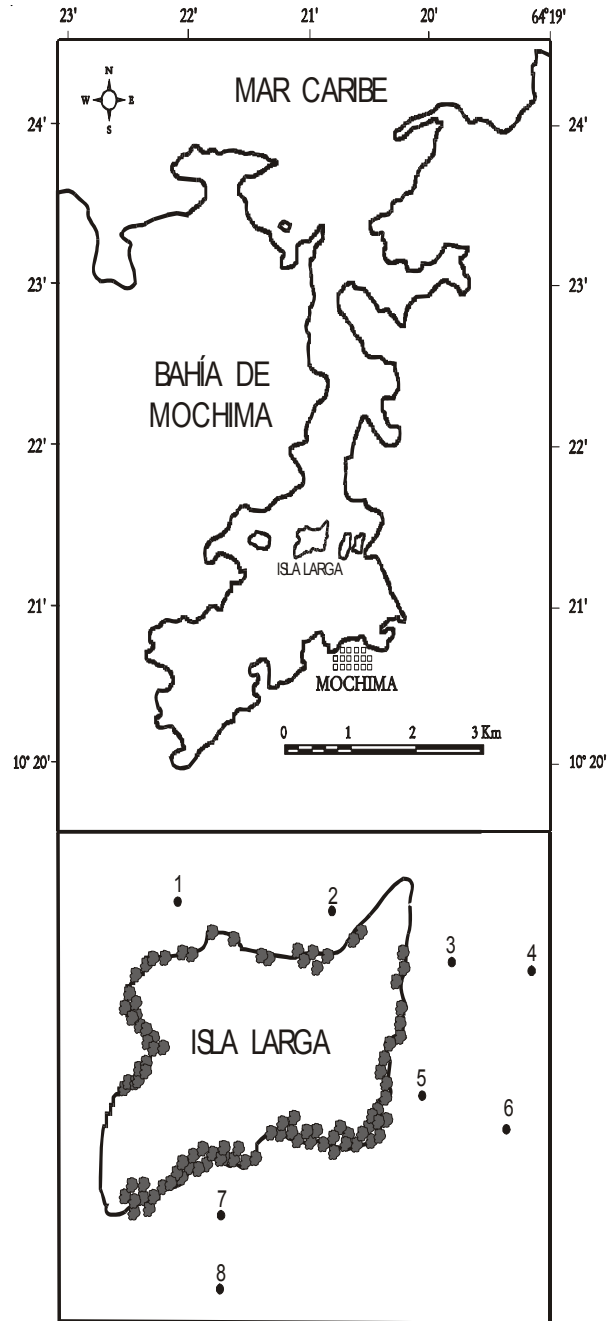 23' 22' 21' 20' 64° 19'
N
W E
S
MAR CARIBE
24' 24'
23' 23'
BAHÍA DE
MOCHIMA
22' 22'
ISLA LARGA
21' 21'
MOCHIMA
0 1 2 3 Km
10° 20' 10° 20'
1
2
3
4
ISLA LARGA
5
6
7
8